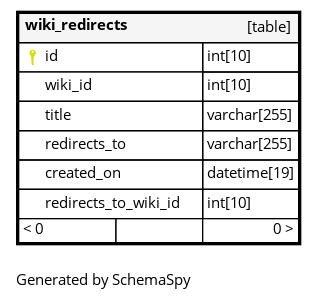 wiki_redirects [table]
id int[10]
wiki_id int[10]
title varchar[255]
redirects_to varchar[255]
created_on datetime[19]
redirects_to_wiki_id int[10]
< 0 0 >
Generated by SchemaSpy